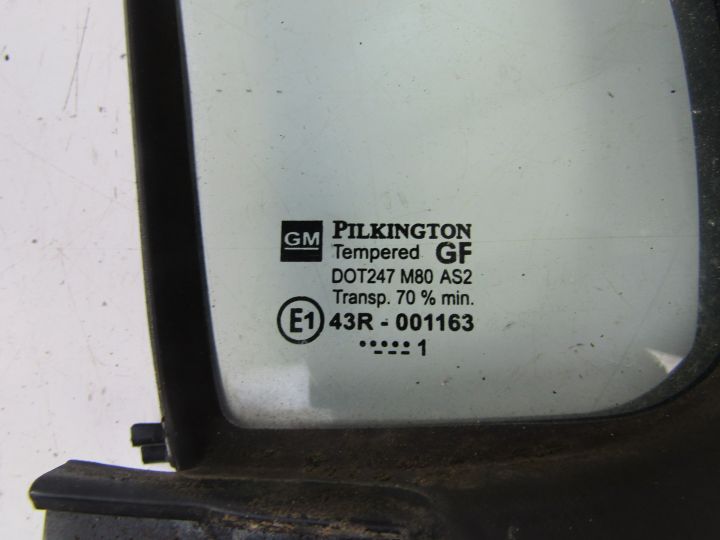 GM PILKINGTON
Tempered GF
DOT247 M80 AS2
Transp. 70 % min.
E1 43R - 001163
1